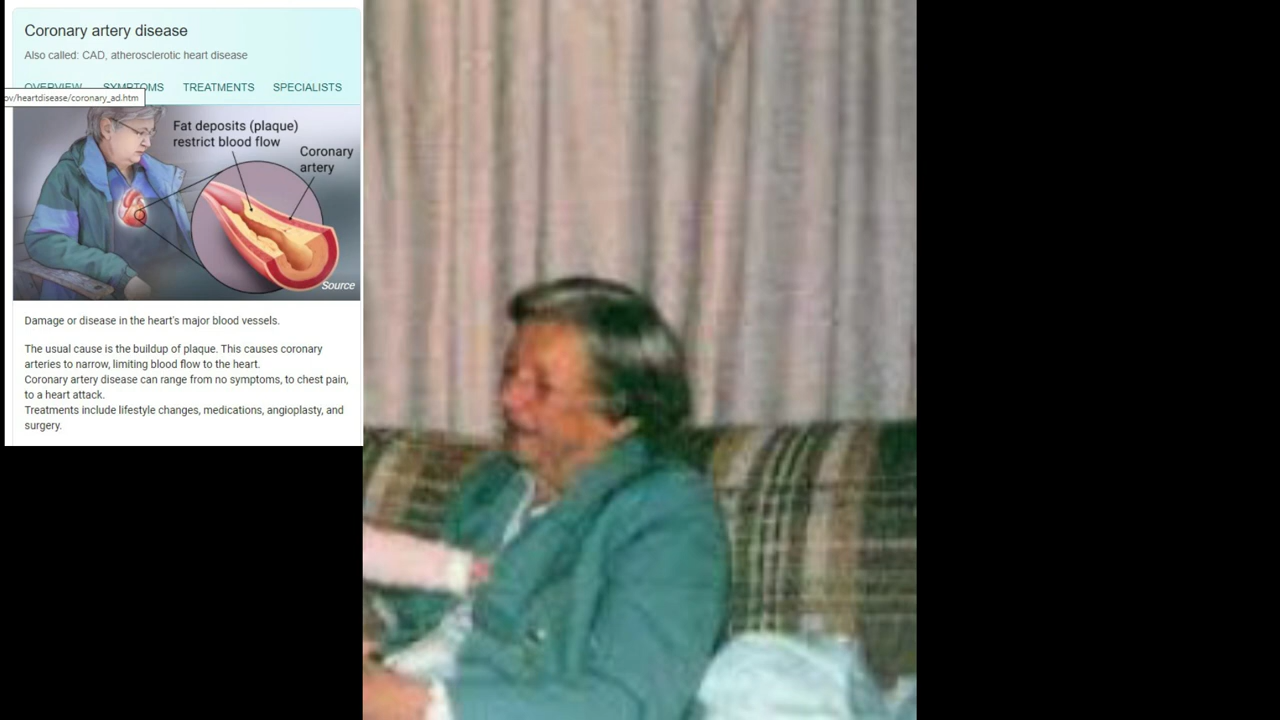 Coronary artery disease
Also called: CAD, atherosclerotic heart disease
OVERVIEW SYMPTOMS TREATMENTS SPECIALISTS
ov/heartdisease/coronary_ad.htm
Fat deposits (plaque)
restrict blood flow
Coronary
artery
Source
Damage or disease in the heart's major blood vessels.
The usual cause is the buildup of plaque. This causes coronary
arteries to narrow, limiting blood flow to the heart.
Coronary artery disease can range from no symptoms, to chest pain,
to a heart attack.
Treatments include lifestyle changes, medications, angioplasty, and
surgery.